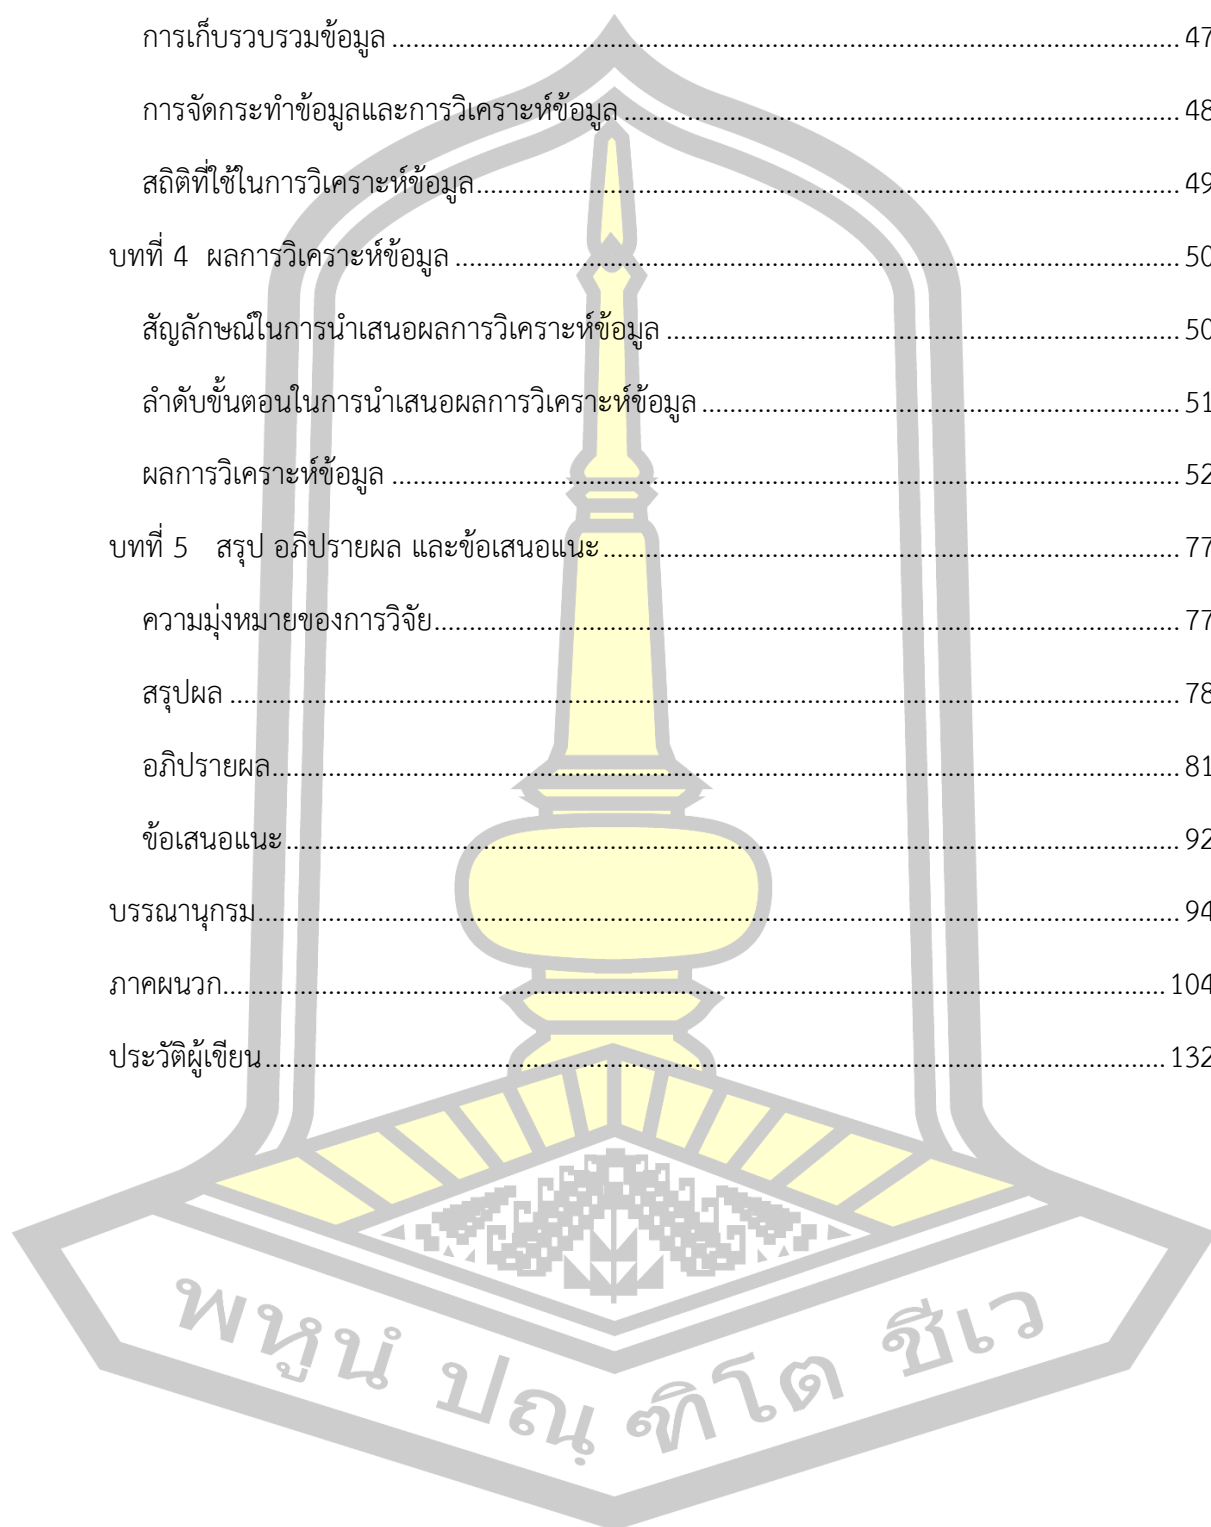 การเก็บรวบรวมข้อมูล ........ 47
การจัดกระทำข้อมูลและการวิเคราะห์ข้อมูล ........ 48
สถิติที่ใช้ในการวิเคราะห์ข้อมูล ........ 49
บทที่ 4 ผลการวิเคราะห์ข้อมูล ........ 50
สัญลักษณ์ในการนำเสนอผลการวิเคราะห์ข้อมูล ........ 50
ลำดับขั้นตอนในการนำเสนอผลการวิเคราะห์ข้อมูล ........ 51
ผลการวิเคราะห์ข้อมูล ........ 52
บทที่ 5 สรุป อภิปรายผล และข้อเสนอแนะ ........ 77
ความมุ่งหมายของการวิจัย ........ 77
สรุปผล ........ 78
อภิปรายผล ........ 81
ข้อเสนอแนะ ........ 92
บรรณานุกรม ........ 94
ภาคผนวก ........ 104
ประวัติผู้เขียน ........ 132
พหูนํ ปณฺฑิโต ชีเว